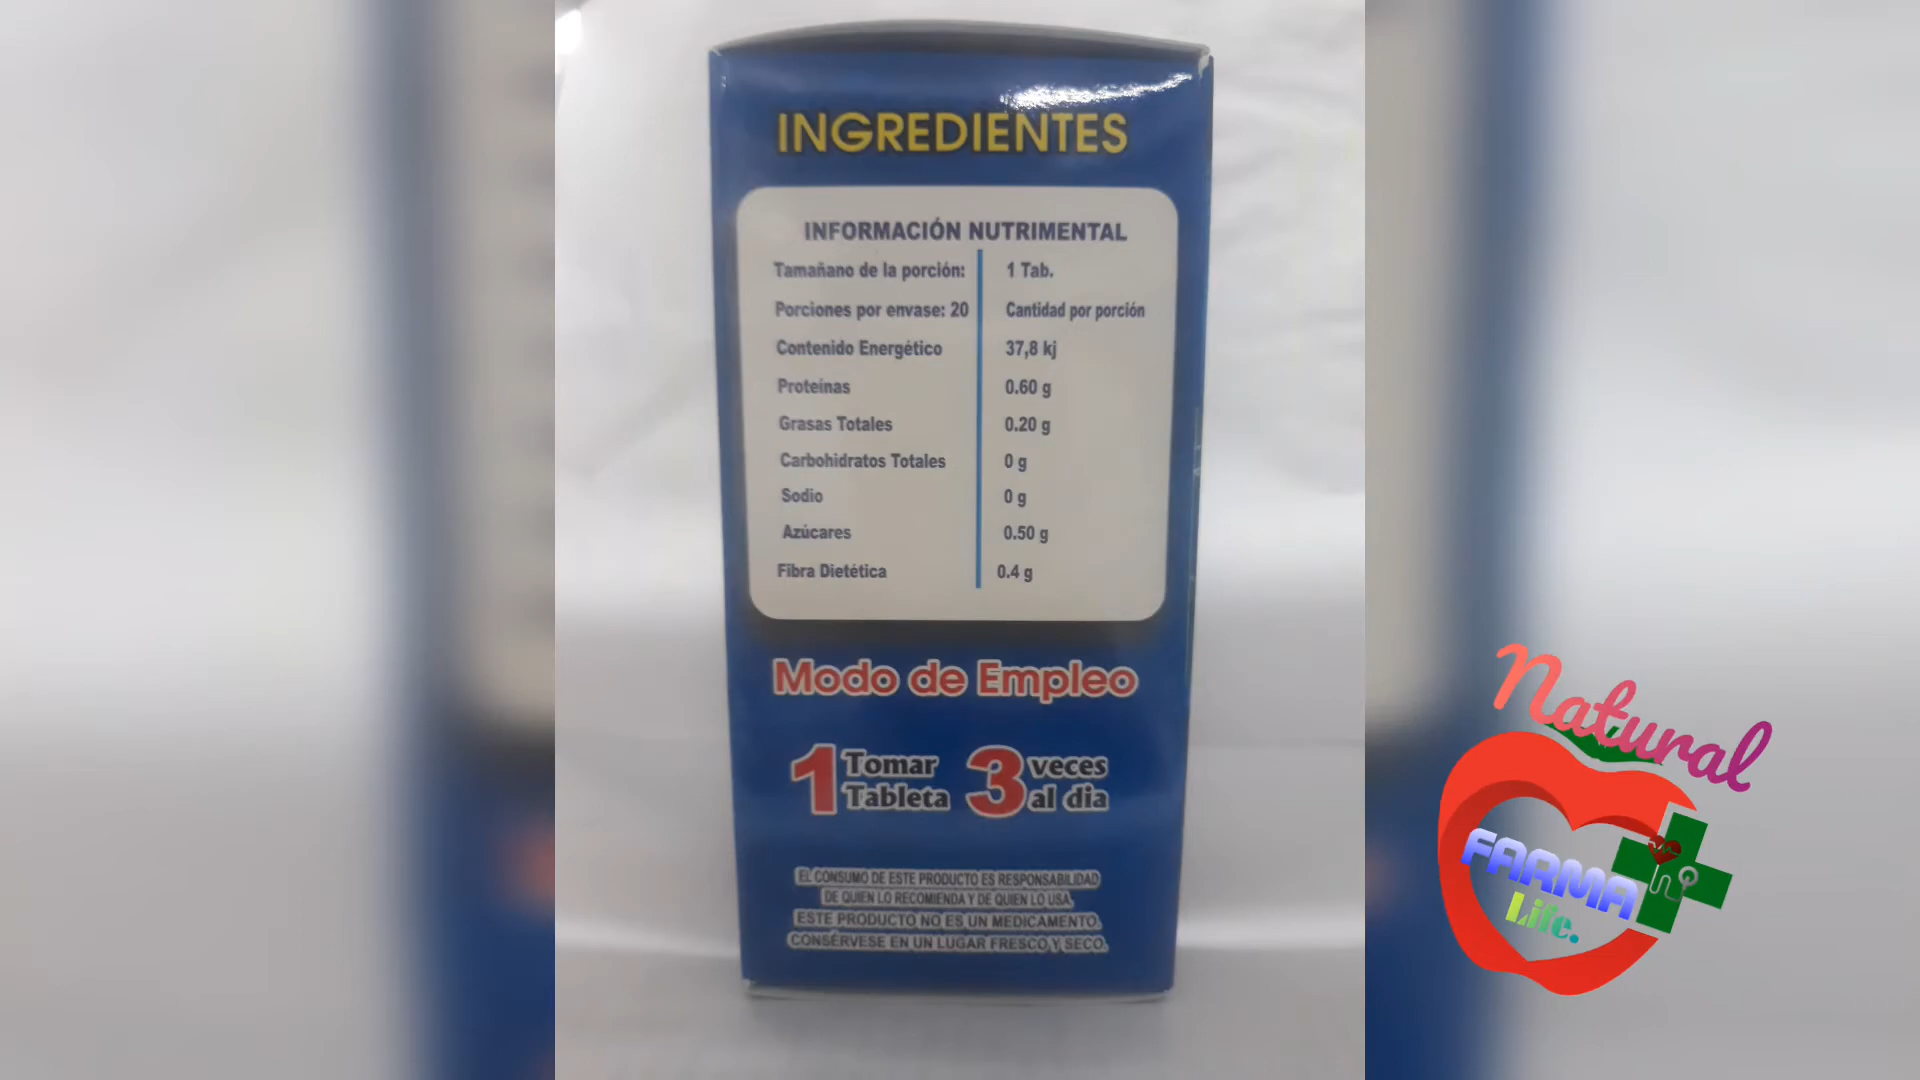 INGREDIENTES
INFORMACIÓN NUTRIMENTAL
Tamañano de la porción: 1 Tab.
Porciones por envase: 20 Cantidad por porción
Contenido Energético 37,8 kj
Proteínas 0.60 g
Grasas Totales 0.20 g
Carbohidratos Totales 0 g
Sodio 0 g
Azúcares 0.50 g
Fibra Dietética 0.4 g
Modo de Empleo
1 Tomar Tableta 3 veces al dia
EL CONSUMO DE ESTE PRODUCTO ES RESPONSABILIDAD
DE QUIEN LO RECOMIENDA Y DE QUIEN LO USA,
ESTE PRODUCTO NO ES UN MEDICAMENTO.
CONSÉRVESE EN UN LUGAR FRESCO Y SECO.
Natural
FARMA
Life.